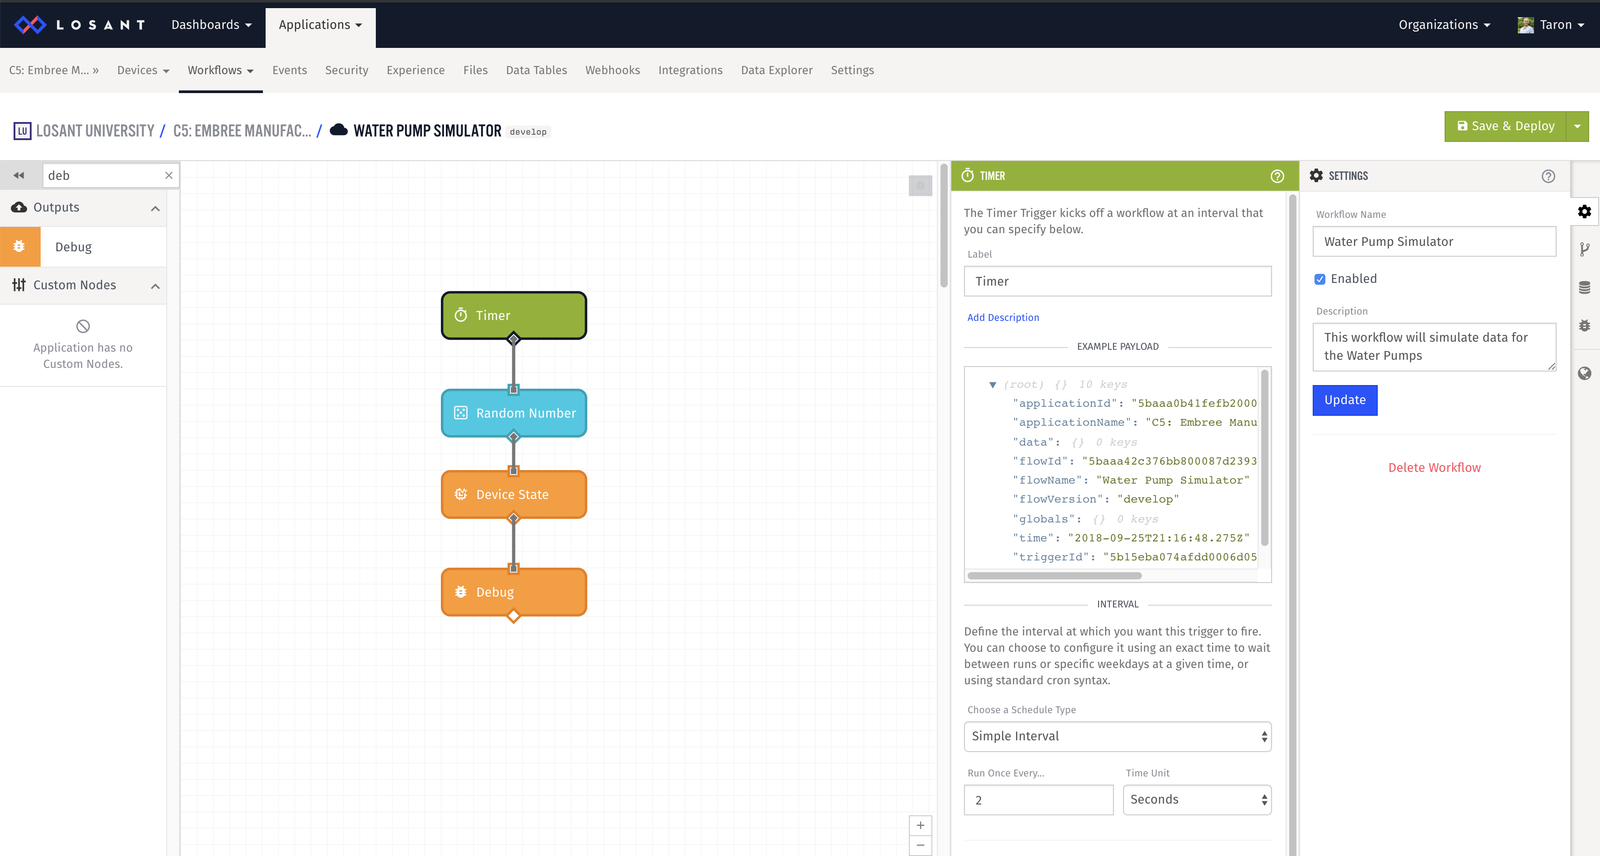 LOSANT
Dashboards
Applications
Organizations
Taron
C5: Embree M... »
Devices
Workflows
Events
Security
Experience
Files
Data Tables
Webhooks
Integrations
Data Explorer
Settings
LU
LOSANT UNIVERSITY / C5: EMBREE MANUFAC... / WATER PUMP SIMULATOR develop
Save & Deploy
deb
Outputs
Debug
Custom Nodes
Application has no
Custom Nodes.
Timer
Random Number
Device State
Debug
TIMER
The Timer Trigger kicks off a workflow at an interval that
you can specify below.
Label
Timer
Add Description
EXAMPLE PAYLOAD
(root) {} 10 keys
"applicationId": "5baaa0b41fefb2000
"applicationName": "C5: Embree Manu
"data": {} 0 keys
"flowId": "5baaa42c376bb800087d2393
"flowName": "Water Pump Simulator"
"flowVersion": "develop"
"globals": {} 0 keys
"time": "2018-09-25T21:16:48.275Z"
"triggerId": "5b15eba074afdd0006d05
INTERVAL
Define the interval at which you want this trigger to fire.
You can choose to configure it using an exact time to wait
between runs or specific weekdays at a given time, or
using standard cron syntax.
Choose a Schedule Type
Simple Interval
Run Once Every...
Time Unit
2
Seconds
SETTINGS
Workflow Name
Water Pump Simulator
Enabled
Description
This workflow will simulate data for
the Water Pumps
Update
Delete Workflow